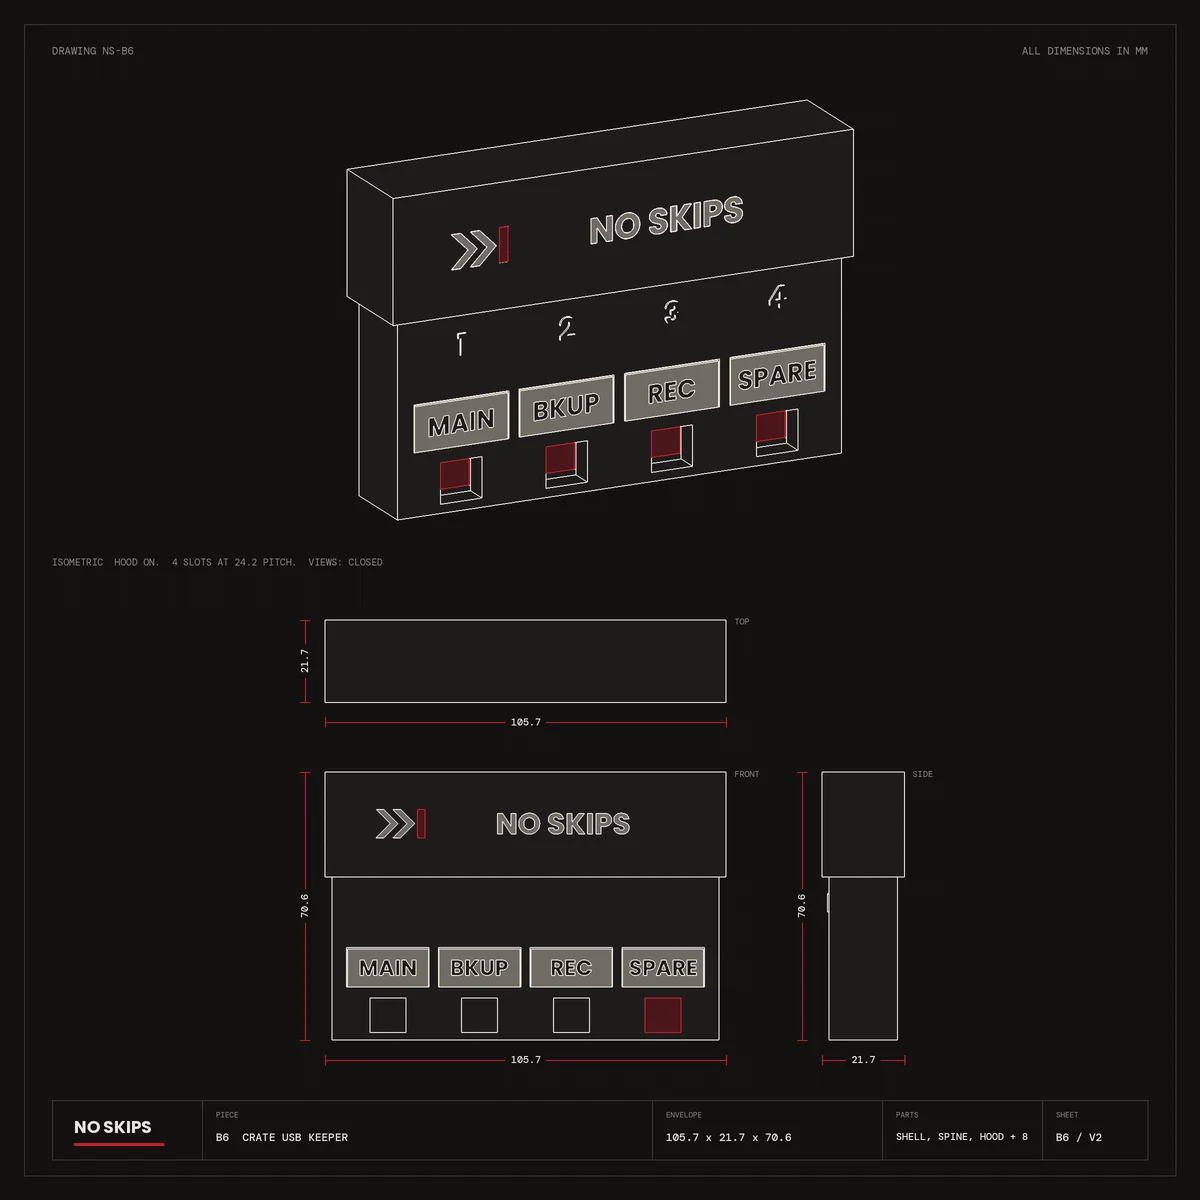 DRAWING NS-B6
ALL DIMENSIONS IN MM
NO SKIPS
1 2 3 4
MAIN BKUP REC SPARE
ISOMETRIC HOOD ON. 4 SLOTS AT 24.2 PITCH. VIEWS: CLOSED
TOP
21.7
105.7
FRONT
SIDE
NO SKIPS
70.6
70.6
MAIN BKUP REC SPARE
105.7
21.7
NO SKIPS
PIECE
B6 CRATE USB KEEPER
ENVELOPE
105.7 x 21.7 x 70.6
PARTS
SHELL, SPINE, HOOD + 8
SHEET
B6 / V2